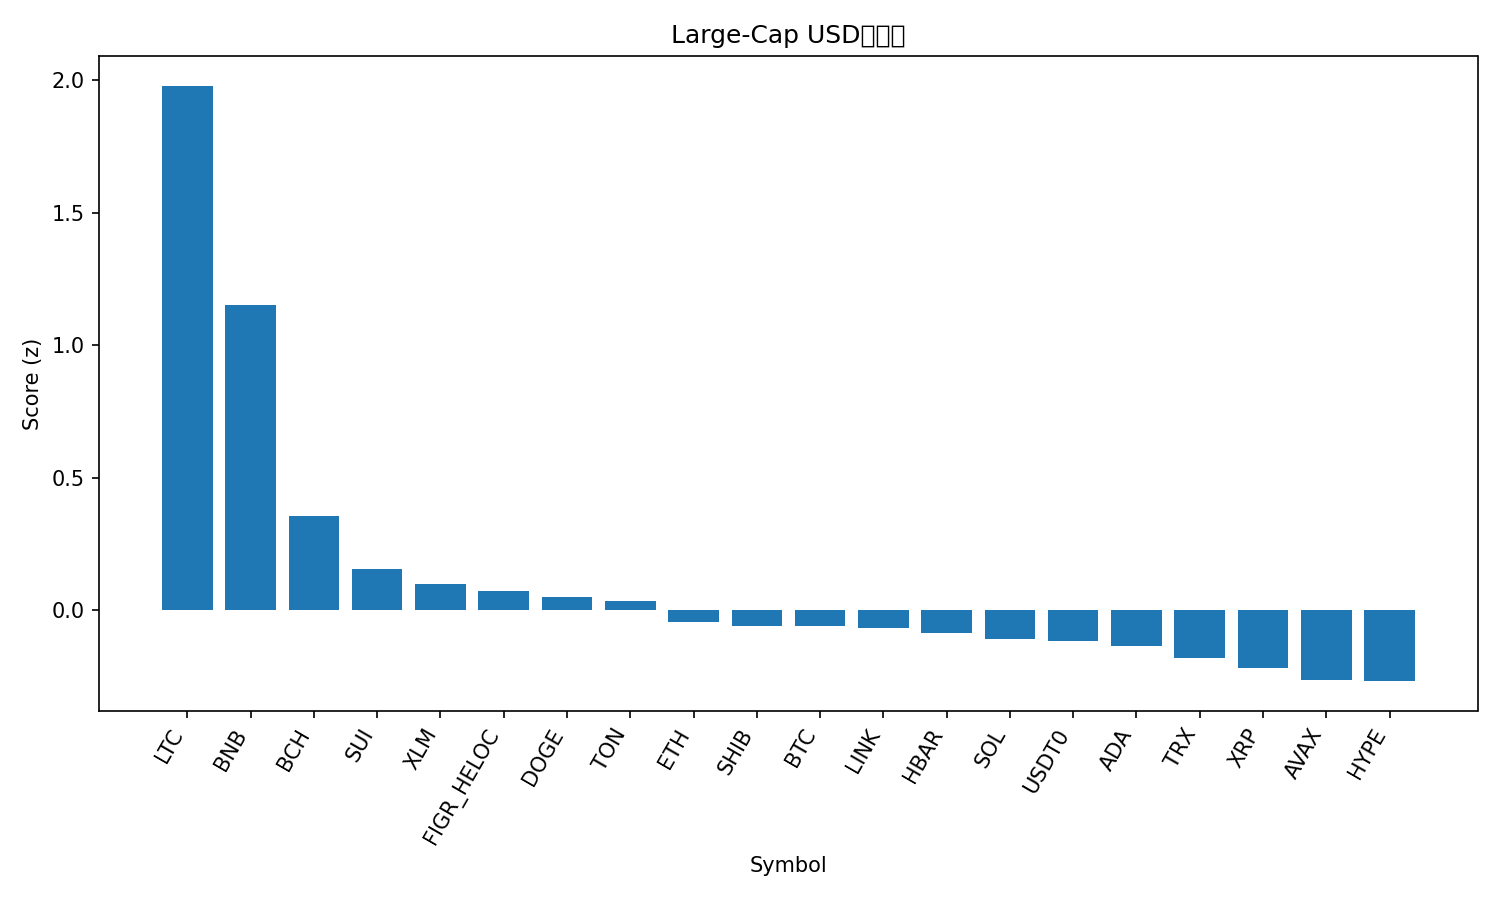 Large-Cap USD
Score (z)
2.0
1.5
1.0
0.5
0.0
LTC
BNB
BCH
SUI
XLM
FIGR_HELOC
DOGE
TON
ETH
SHIB
BTC
LINK
HBAR
SOL
USDT0
ADA
TRX
XRP
AVAX
HYPE
Symbol